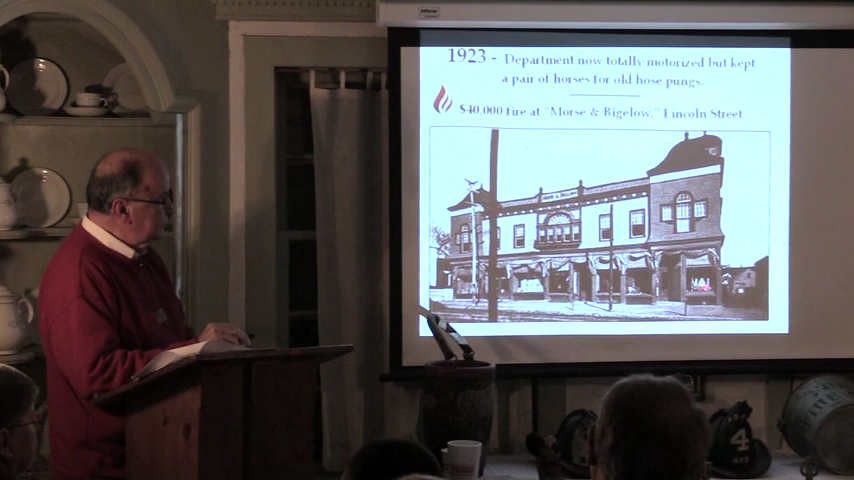 1923 - Department now totally motorized but kept
a pair of horses for old hose pungs.
$40,000 fire at "Morse & Bigelow," Lincoln Street
4